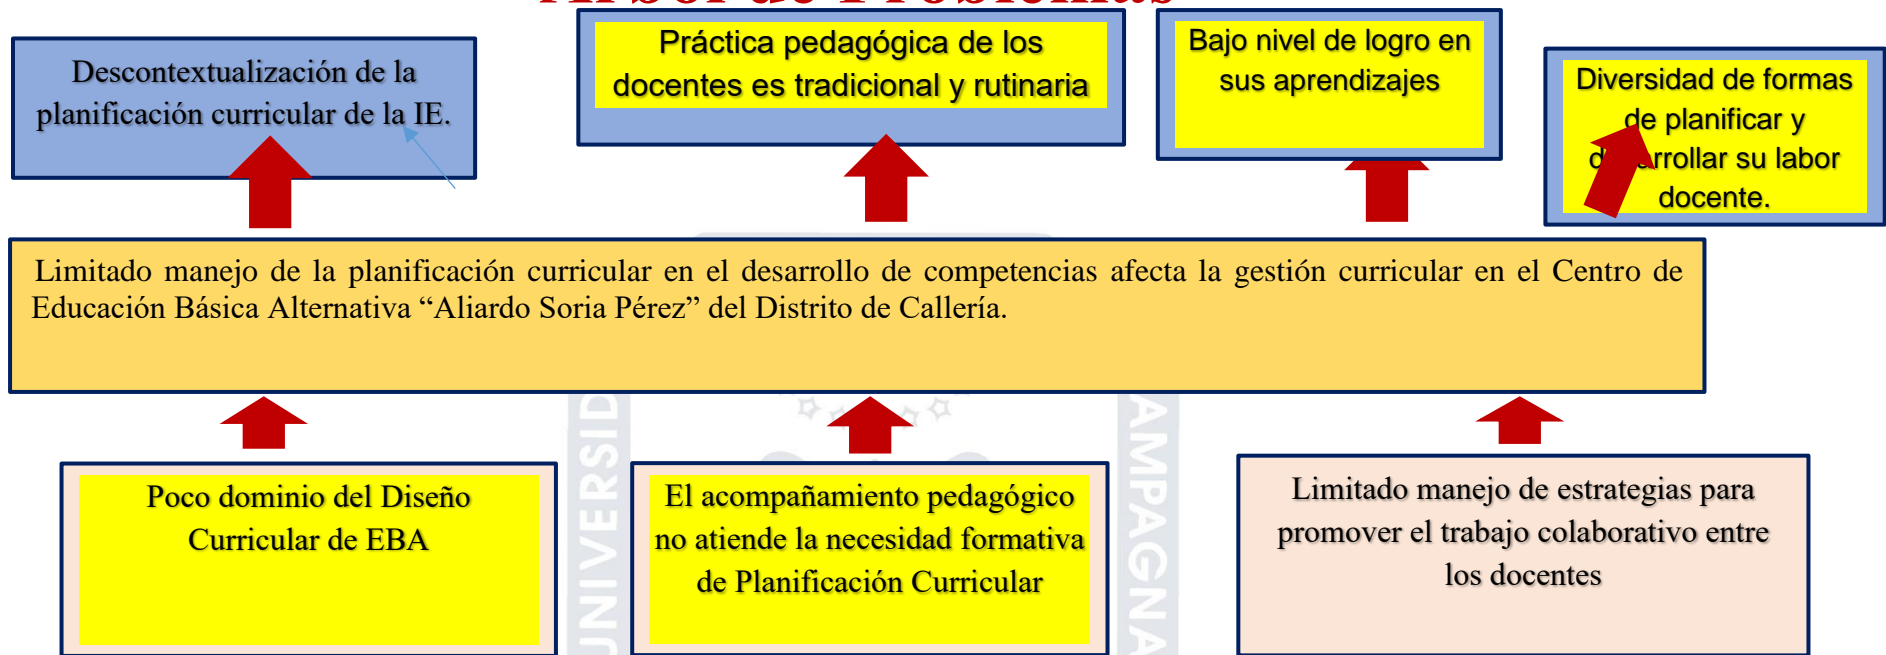 Árbol de Problemas
Descontextualización de la
planificación curricular de la IE.
Práctica pedagógica de los
docentes es tradicional y rutinaria
Bajo nivel de logro en
sus aprendizajes
Diversidad de formas
de planificar y
desarrollar su labor
docente.
Limitado manejo de la planificación curricular en el desarrollo de competencias afecta la gestión curricular en el Centro de
Educación Básica Alternativa “Aliardo Soria Pérez” del Distrito de Callería.
Poco dominio del Diseño
Curricular de EBA
El acompañamiento pedagógico
no atiende la necesidad formativa
de Planificación Curricular
Limitado manejo de estrategias para
promover el trabajo colaborativo entre
los docentes